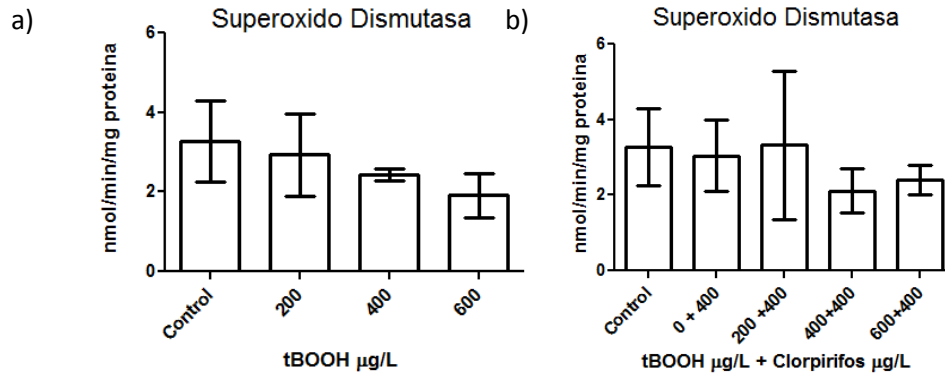 a)
Superoxido Dismutasa
nmol/min/mg proteina
6
4
2
0
Control
200
400
600
tBOOH µg/L
b)
Superoxido Dismutasa
nmol/min/mg proteina
6
4
2
0
Control
0 + 400
200 +400
400+400
600+400
tBOOH µg/L + Clorpirifos µg/L